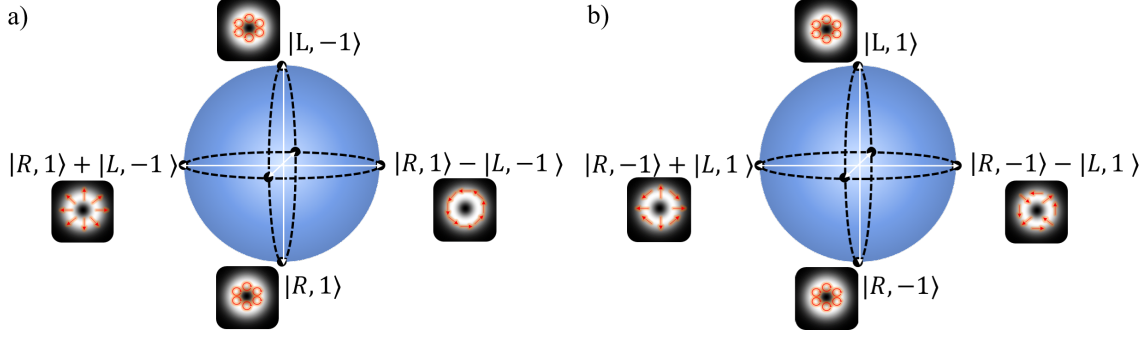 a)
|L, −1⟩
|R, 1⟩ + |L, −1 ⟩
|R, 1⟩ − |L, −1 ⟩
|R, 1⟩
b)
|L, 1⟩
|R, −1⟩ + |L, 1 ⟩
|R, −1⟩ − |L, 1 ⟩
|R, −1⟩